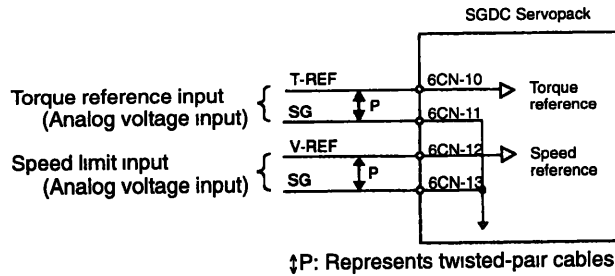 SGDC Servopack
T-REF
6CN-10
Torque reference
Torque reference input
(Analog voltage input)
P
SG
6CN-11
V-REF
6CN-12
Speed reference
Speed limit input
(Analog voltage input)
P
SG
6CN-13
P: Represents twisted-pair cables